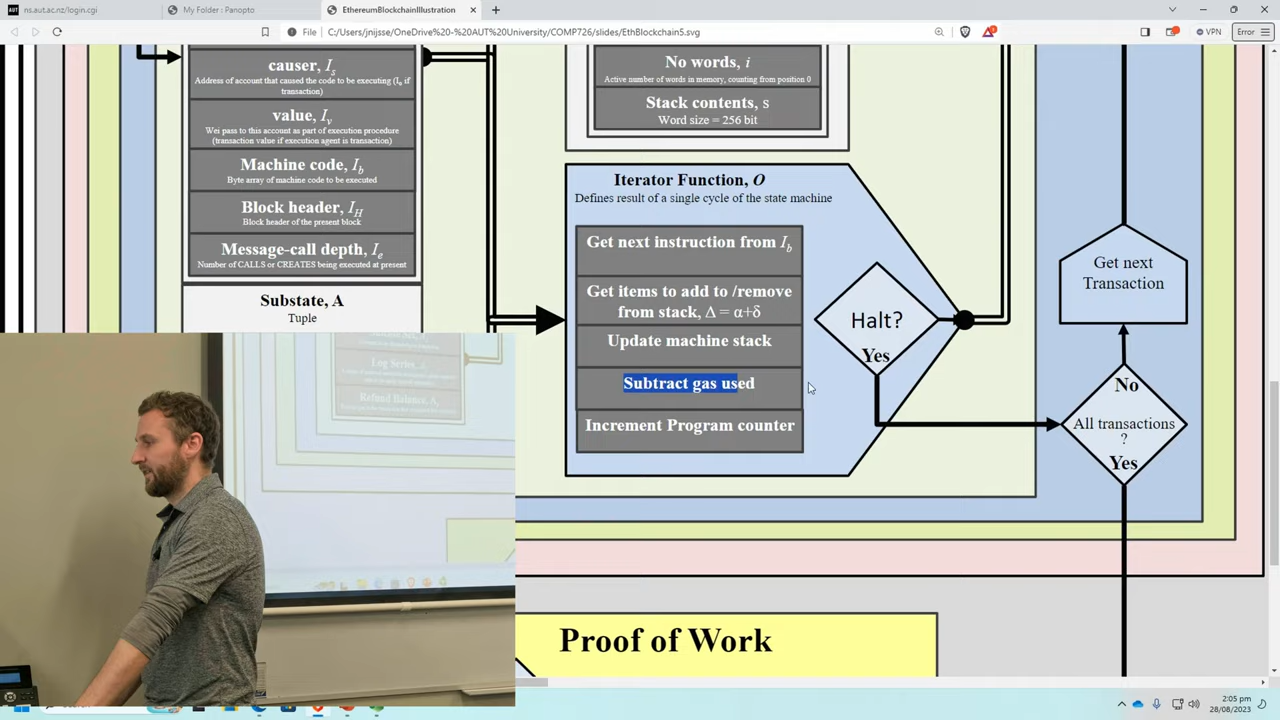 ns.aut.ac.nz/login.cgi
My Folder : Panopto
EthereumBlockchainIllustration
File
C:/Users/jnijsse/OneDrive%20-%20AUT%20University/COMP726/slides/EthBlockchain5.svg
VPN
Error
causer, Is
Address of account that caused the code to be executing (Is if
transaction)
value, Iv
Wei pass to this account as part of execution procedure
(transaction value if execution agent is transaction)
Machine code, Ib
Byte array of machine code to be executed
Block header, IH
Block header of the present block
Message-call depth, Ie
Number of CALLS or CREATES being executed at present
Substate, A
Tuple
Log Series
Refund Balance, Ar
No words, i
Active number of words in memory, counting from position 0
Stack contents, s
Word size = 256 bit
Iterator Function, O
Defines result of a single cycle of the state machine
Get next instruction from Ib
Get items to add to /remove
from stack, Δ = α+δ
Update machine stack
Subtract gas used
Increment Program counter
Halt?
Yes
Get next
Transaction
No
All transactions
?
Yes
Proof of Work
2:05 pm
28/08/2023